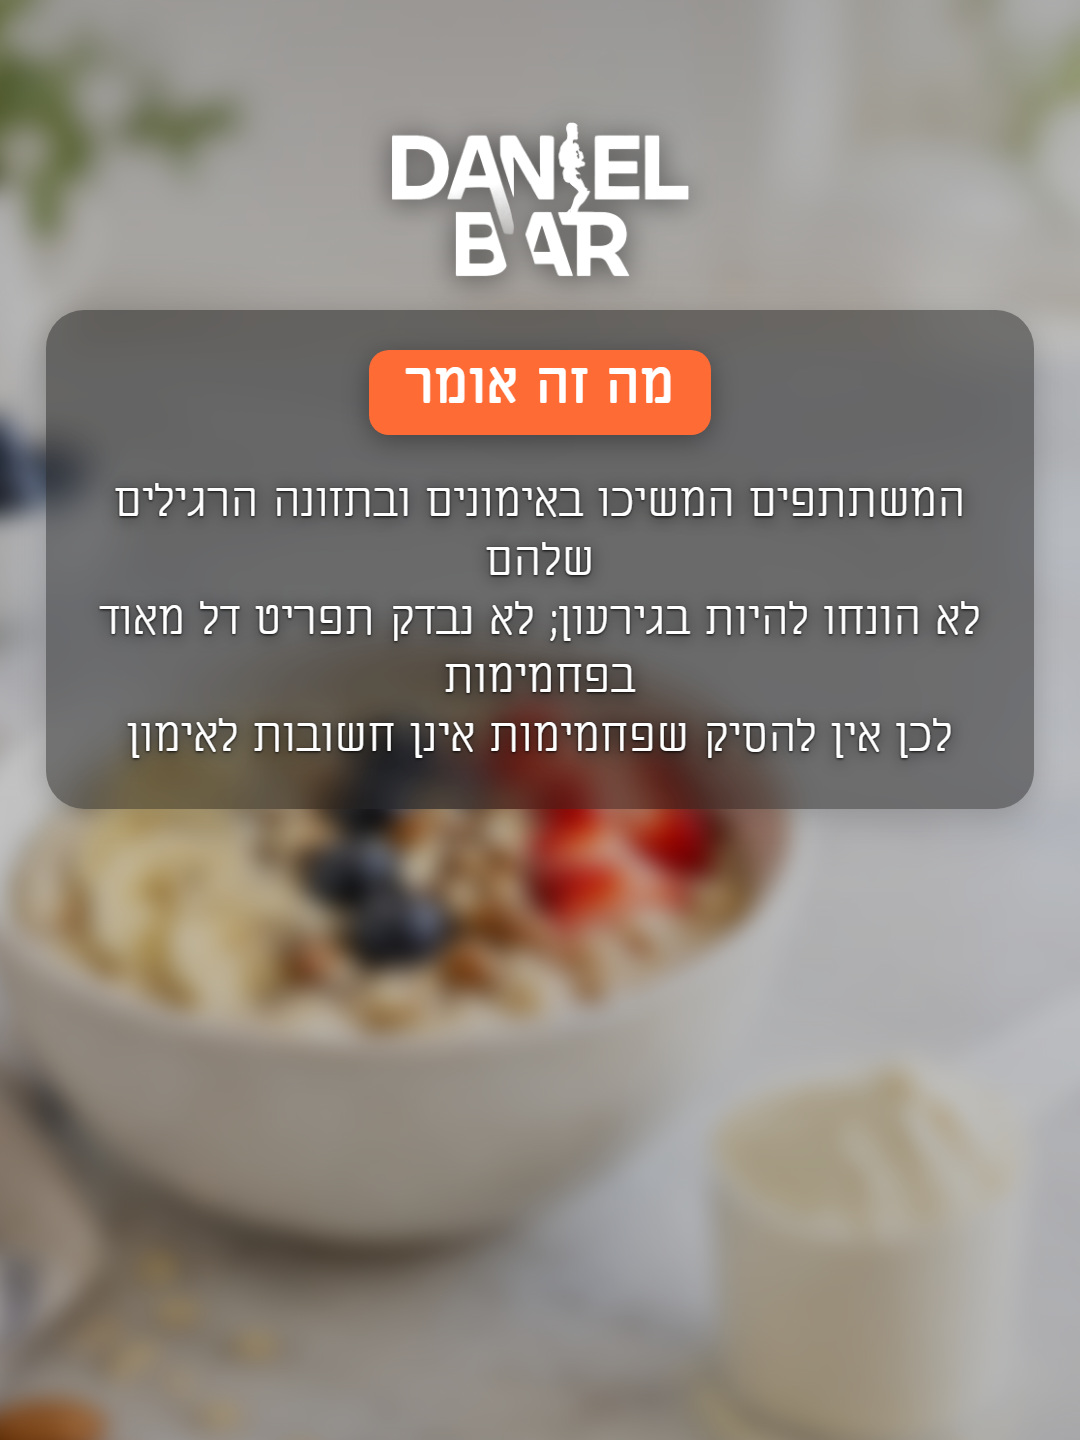 DANIEL
BAR
מה זה אומר
המשתתפים המשיכו באימונים ובתזונה הרגילים
שלהם
לא הונחו להיות בגירעון; לא נבדק תפריט דל מאוד
בפחמימות
לכן אין להסיק שפחמימות אינן חשובות לאימון